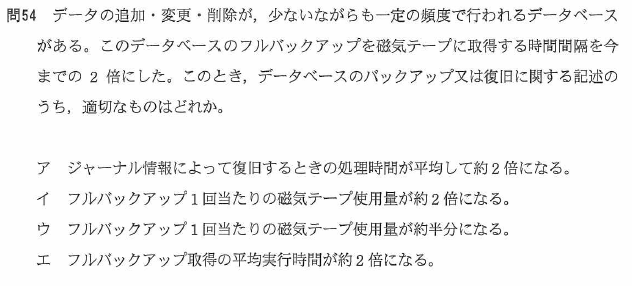 問54　データの追加・変更・削除が，少ないながらも一定の頻度で行われるデータベース
がある。このデータベースのフルバックアップを磁気テープに取得する時間間隔を今
までの 2 倍にした。このとき，データベースのバックアップ又は復旧に関する記述の
うち，適切なものはどれか。
ア　ジャーナル情報によって復旧するときの処理時間が平均して約2倍になる。
イ　フルバックアップ1回当たりの磁気テープ使用量が約2倍になる。
ウ　フルバックアップ1回当たりの磁気テープ使用量が約半分になる。
エ　フルバックアップ取得の平均実行時間が約2倍になる。